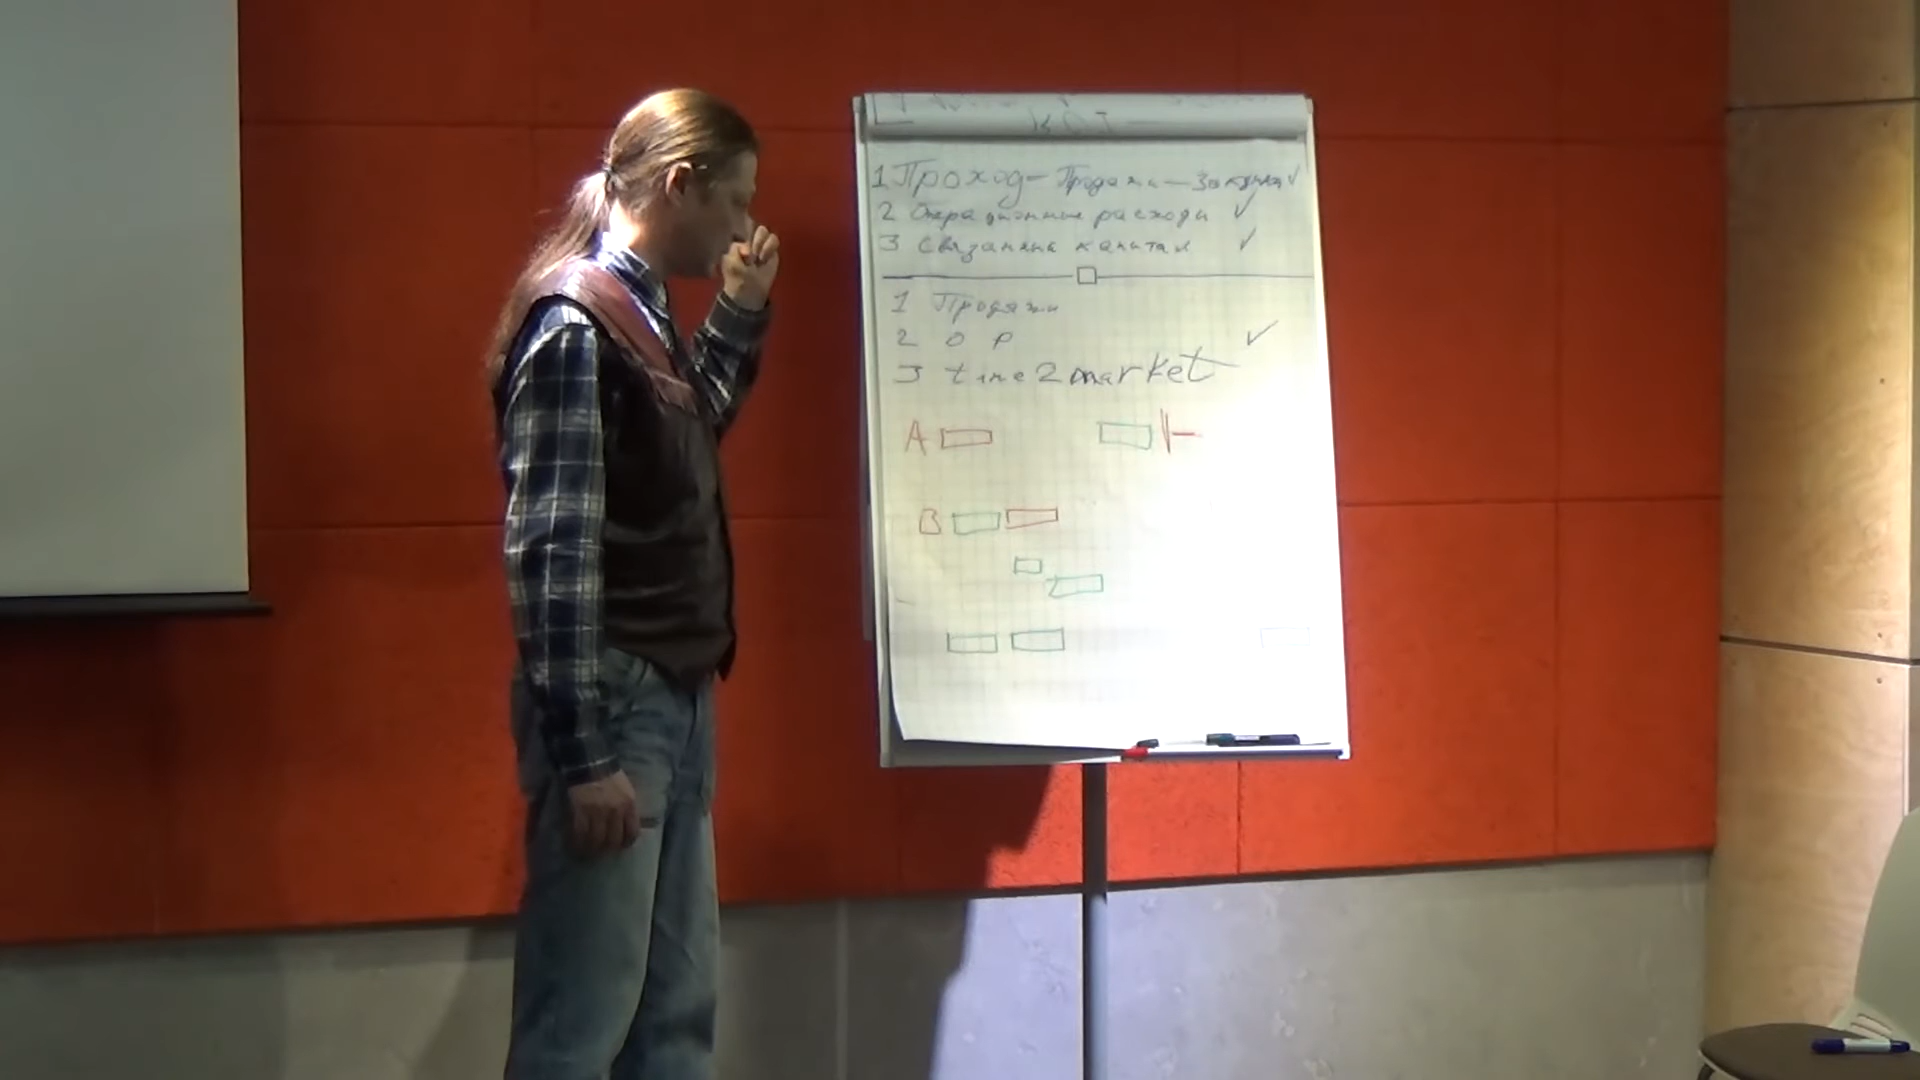 1 Проход - Продажи - Закупка ✓
2 Операционные расходы ✓
3 Связанный капитал ✓
1 Продажи
2 О Р ✓
3 time2market
A
B